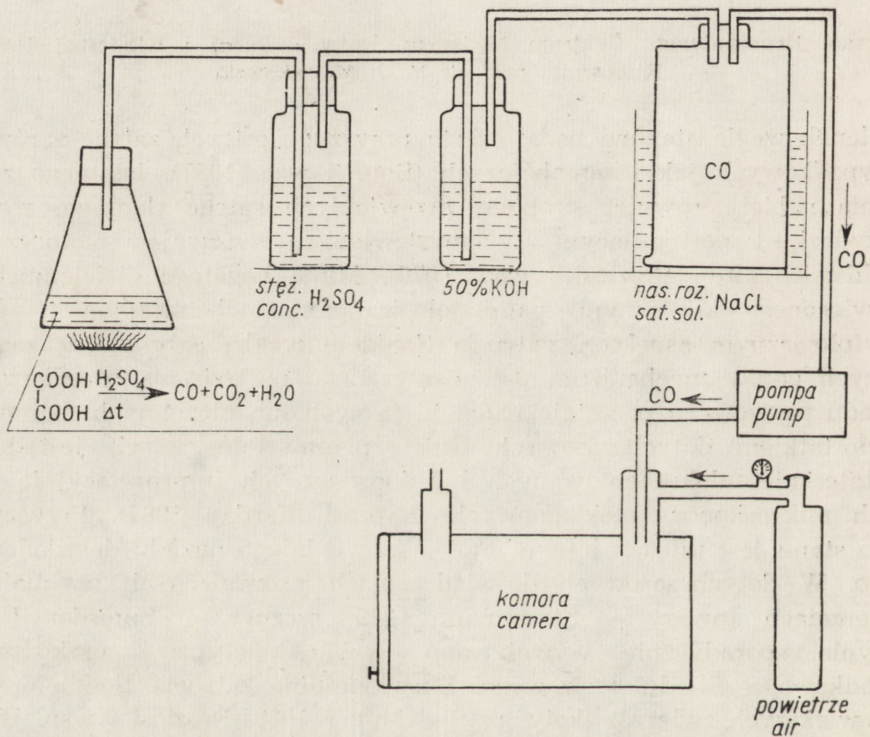 CO
CO
stęż.
conc. H₂SO₄
50%KOH
nas. roz.
sat. sol. NaCl
COOH H₂SO₄
COOH Δt
CO+CO₂+H₂O
CO
pompa
pump
komora
camera
powietrze
air